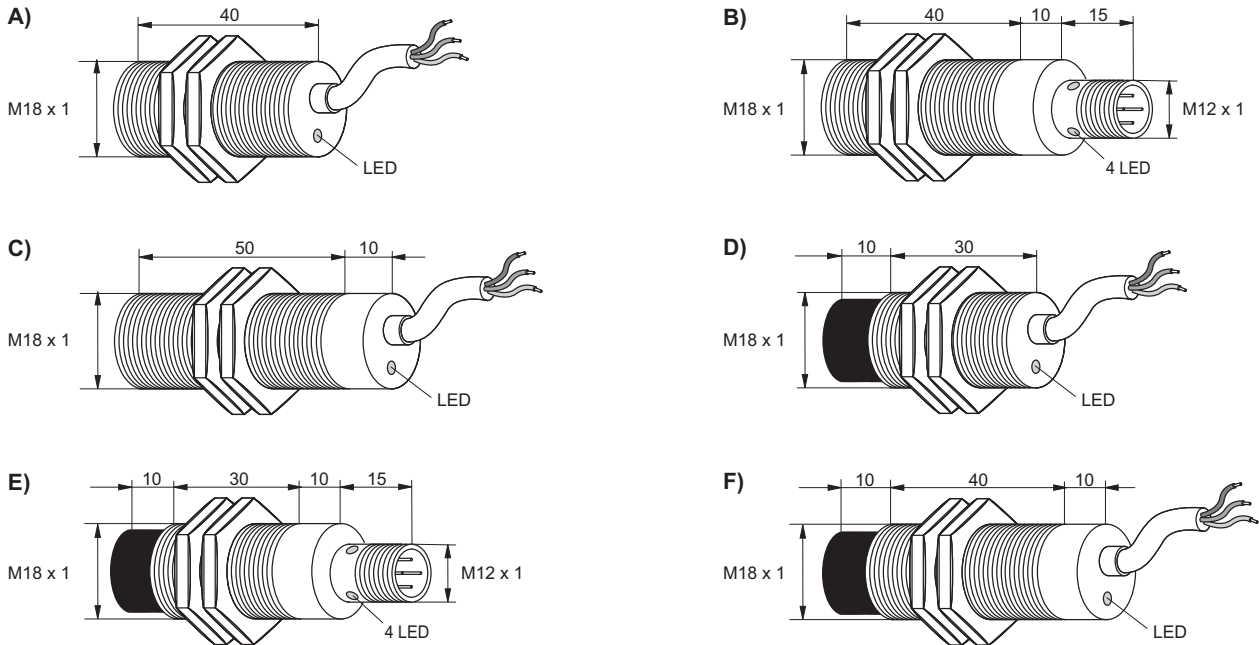 A)
40
M18 x 1
LED
B)
40 10 15
M18 x 1
M12 x 1
4 LED
C)
50 10
M18 x 1
LED
D)
10 30
M18 x 1
LED
E)
10 30 10 15
M18 x 1
M12 x 1
4 LED
F)
10 40 10
M18 x 1
LED